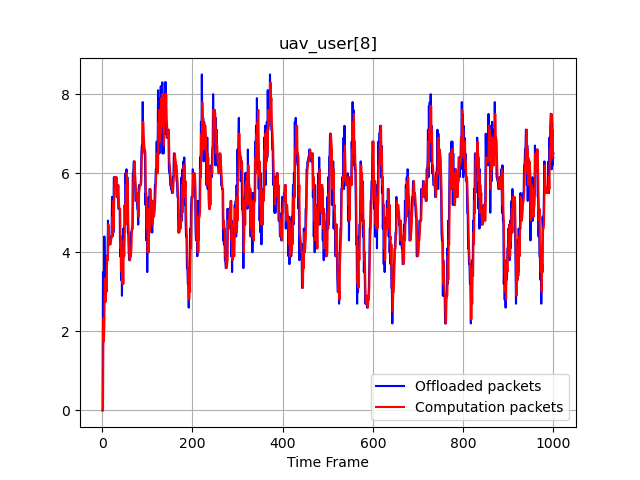 uav_user[8]
8
6
4
2
0
Offloaded packets
Computation packets
0 200 400 600 800 1000
Time Frame